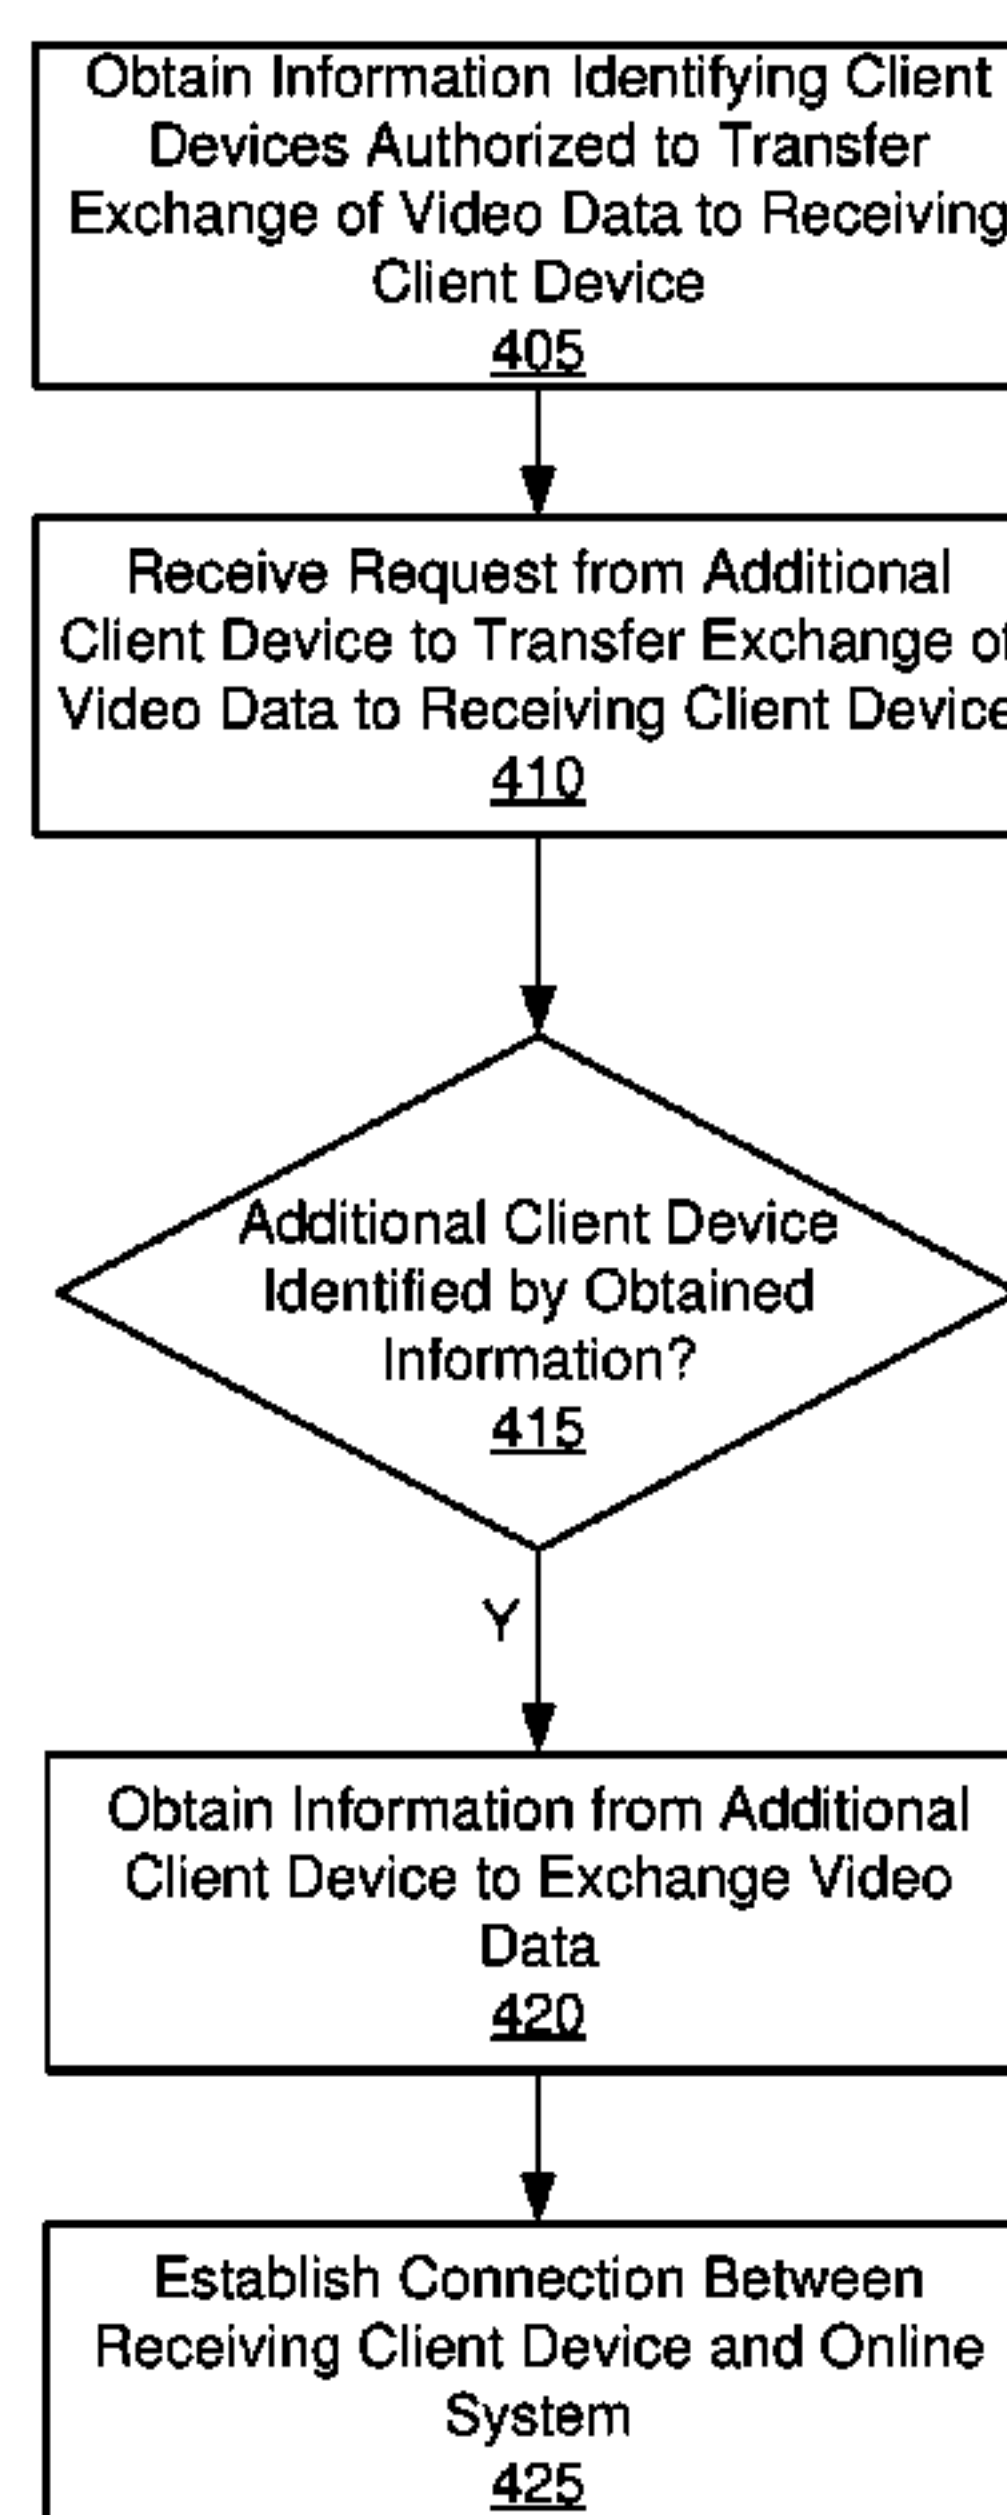 Obtain Information Identifying Client
Devices Authorized to Transfer
Exchange of Video Data to Receiving
Client Device
405
Receive Request from Additional
Client Device to Transfer Exchange of
Video Data to Receiving Client Device
410
Additional Client Device
Identified by Obtained
Information?
415
Y
Obtain Information from Additional
Client Device to Exchange Video
Data
420
Establish Connection Between
Receiving Client Device and Online
System
425